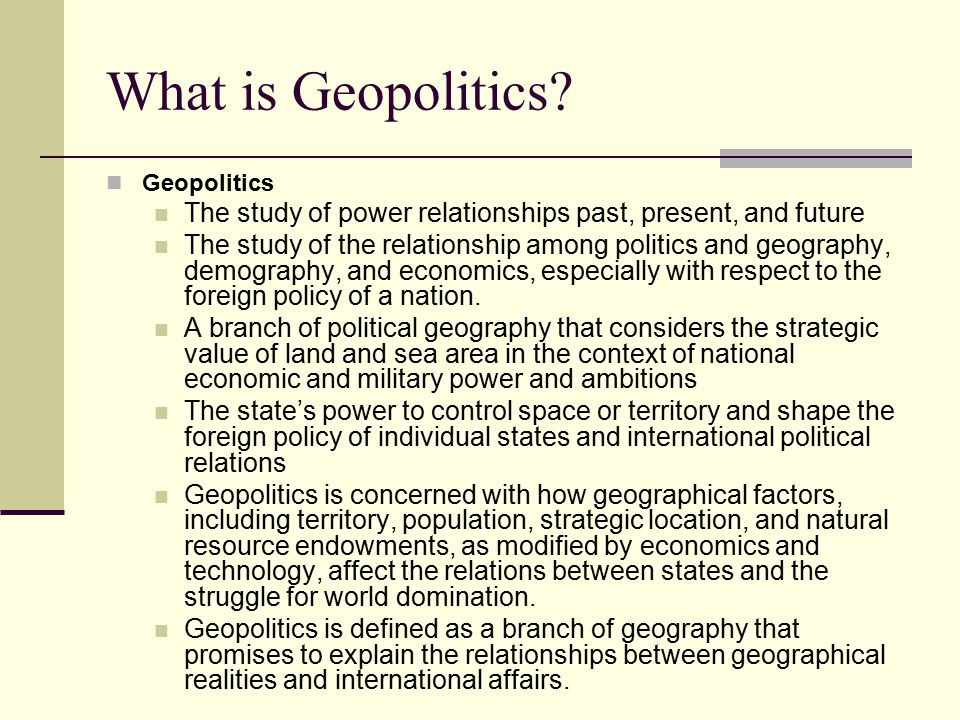 What is Geopolitics?
Geopolitics
The study of power relationships past, present, and future
The study of the relationship among politics and geography,
demography, and economics, especially with respect to the
foreign policy of a nation.
A branch of political geography that considers the strategic
value of land and sea area in the context of national
economic and military power and ambitions
The state’s power to control space or territory and shape the
foreign policy of individual states and international political
relations
Geopolitics is concerned with how geographical factors,
including territory, population, strategic location, and natural
resource endowments, as modified by economics and
technology, affect the relations between states and the
struggle for world domination.
Geopolitics is defined as a branch of geography that
promises to explain the relationships between geographical
realities and international affairs.